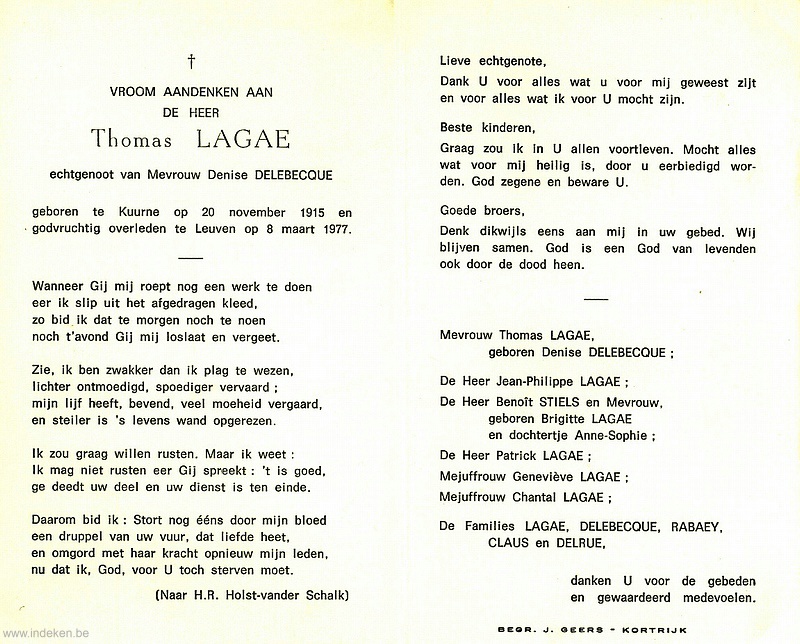 †
VROOM AANDENKEN AAN
DE HEER
Thomas LAGAE
echtgenoot van Mevrouw Denise DELEBECQUE
geboren te Kuurne op 20 november 1915 en
godvruchtig overleden te Leuven op 8 maart 1977.
Wanneer Gij mij roept nog een werk te doen
eer ik slip uit het afgedragen kleed,
zo bid ik dat te morgen noch te noen
noch t'avond Gij mij loslaat en vergeet.
Zie, ik ben zwakker dan ik plag te wezen,
lichter ontmoedigd, spoediger vervaard ;
mijn lijf heeft, bevend, veel moeheid vergaard,
en steiler is 's levens wand opgerezen.
Ik zou graag willen rusten. Maar ik weet :
Ik mag niet rusten eer Gij spreekt : 't is goed,
ge deedt uw deel en uw dienst is ten einde.
Daarom bid ik : Stort nog ééns door mijn bloed
een druppel van uw vuur, dat liefde heet,
en omgord met haar kracht opnieuw mijn leden,
nu dat ik, God, voor U toch sterven moet.
(Naar H.R. Holst-vander Schalk)
Lieve echtgenote,
Dank U voor alles wat u voor mij geweest zijt
en voor alles wat ik voor U mocht zijn.
Beste kinderen,
Graag zou ik in U allen voortleven. Mocht alles
wat voor mij heilig is, door u eerbiedigd wor-
den. God zegene en beware U.
Goede broers,
Denk dikwijls eens aan mij in uw gebed. Wij
blijven samen. God is een God van levenden
ook door de dood heen.
Mevrouw Thomas LAGAE,
geboren Denise DELEBECQUE ;
De Heer Jean-Philippe LAGAE ;
De Heer Benoît STIELS en Mevrouw,
geboren Brigitte LAGAE
en dochtertje Anne-Sophie ;
De Heer Patrick LAGAE ;
Mejuffrouw Geneviève LAGAE ;
Mejuffrouw Chantal LAGAE ;
De Families LAGAE, DELEBECQUE, RABAEY,
CLAUS en DELRUE,
danken U voor de gebeden
en gewaardeerd medevoelen.
BEGR. J. GEERS - KORTRIJK
www.indeken.be